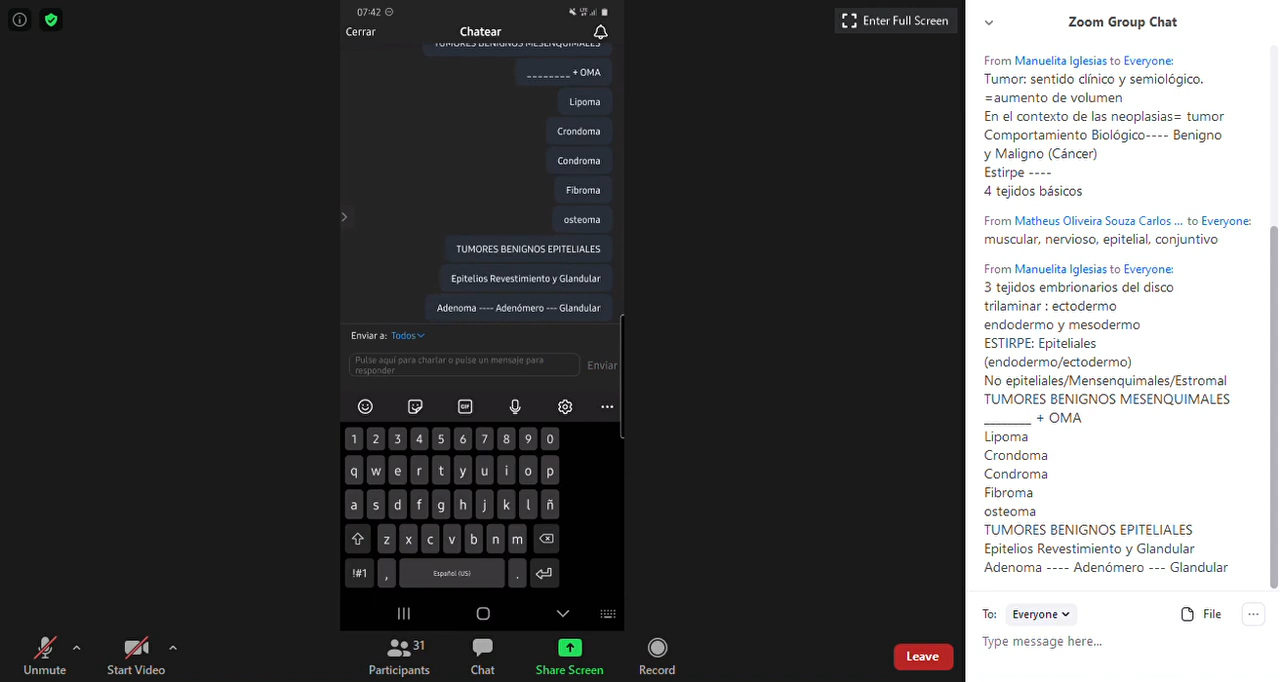 07:42
Cerrar
Chatear
TUMORES BENIGNOS MESENQUIMALES
________ + OMA
Lipoma
Crondoma
Condroma
Fibroma
osteoma
TUMORES BENIGNOS EPITELIALES
Epitelios Revestimiento y Glandular
Adenoma ---- Adenómero --- Glandular
Enviar a: Todos
Pulse aquí para charlar o pulse un mensaje para
responder
Enviar
GIF
1 2 3 4 5 6 7 8 9 0
q w e r t y u i o p
a s d f g h j k l ñ
z x c v b n m
!#1 , Español (US) .
Enter Full Screen
Unmute
Start Video
31
Participants
Chat
Share Screen
Record
Leave
Zoom Group Chat
From Manuelita Iglesias to Everyone:
Tumor: sentido clínico y semiológico.
=aumento de volumen
En el contexto de las neoplasias= tumor
Comportamiento Biológico---- Benigno
y Maligno (Cáncer)
Estirpe ----
4 tejidos básicos
From Matheus Oliveira Souza Carlos ... to Everyone:
muscular, nervioso, epitelial, conjuntivo
From Manuelita Iglesias to Everyone:
3 tejidos embrionarios del disco
trilaminar : ectodermo
endodermo y mesodermo
ESTIRPE: Epiteliales
(endodermo/ectodermo)
No epiteliales/Mensenquimales/Estromal
TUMORES BENIGNOS MESENQUIMALES
________ + OMA
Lipoma
Crondoma
Condroma
Fibroma
osteoma
TUMORES BENIGNOS EPITELIALES
Epitelios Revestimiento y Glandular
Adenoma ---- Adenómero --- Glandular
To: Everyone
File
...
Type message here...